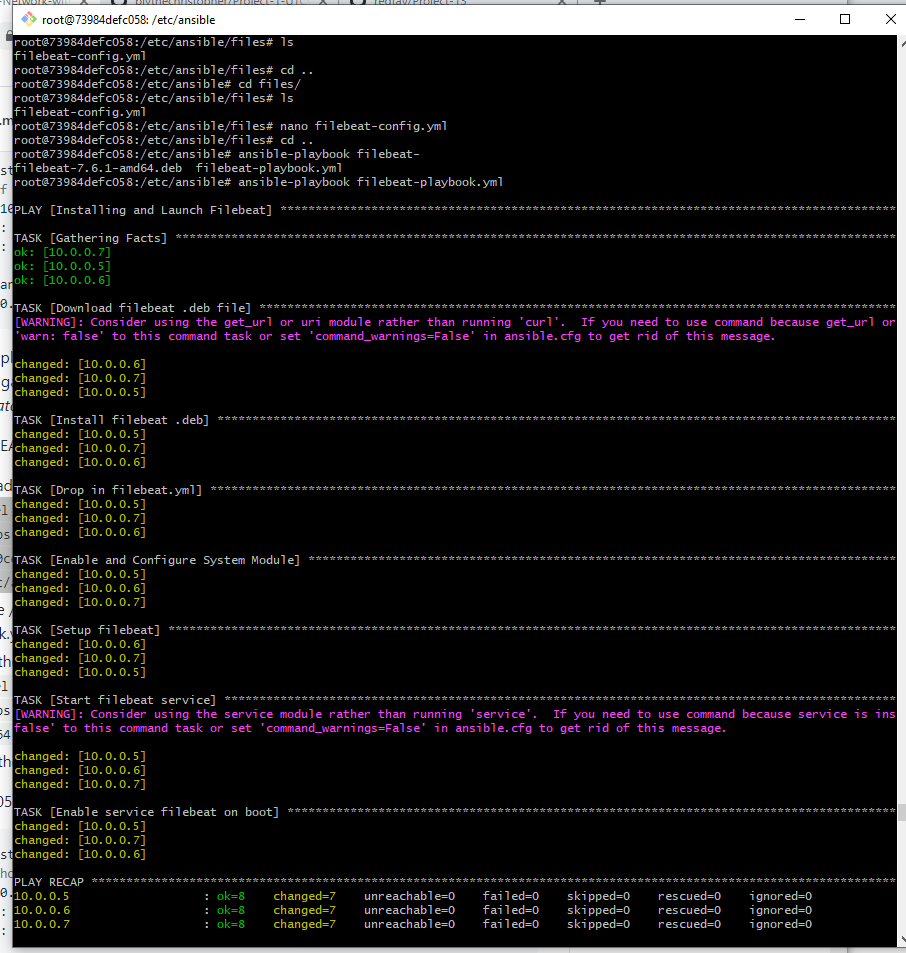 root@73984defc058: /etc/ansible
root@73984defc058:/etc/ansible/files# ls
filebeat-config.yml
root@73984defc058:/etc/ansible/files# cd ..
root@73984defc058:/etc/ansible# cd files/
root@73984defc058:/etc/ansible/files# ls
filebeat-config.yml
root@73984defc058:/etc/ansible/files# nano filebeat-config.yml
root@73984defc058:/etc/ansible/files# cd ..
root@73984defc058:/etc/ansible# ansible-playbook filebeat-
filebeat-7.6.1-amd64.deb  filebeat-playbook.yml
root@73984defc058:/etc/ansible# ansible-playbook filebeat-playbook.yml
PLAY [Installing and Launch Filebeat] ****************************************************************************************
TASK [Gathering Facts] *******************************************************************************************************
ok: [10.0.0.7]
ok: [10.0.0.5]
ok: [10.0.0.6]
TASK [Download filebeat .deb file] *******************************************************************************************
[WARNING]: Consider using the get_url or uri module rather than running 'curl'.  If you need to use command because get_url or
'warn: false' to this command task or set 'command_warnings=False' in ansible.cfg to get rid of this message.
changed: [10.0.0.6]
changed: [10.0.0.7]
changed: [10.0.0.5]
TASK [Install filebeat .deb] *************************************************************************************************
changed: [10.0.0.5]
changed: [10.0.0.7]
changed: [10.0.0.6]
TASK [Drop in filebeat.yml] **************************************************************************************************
changed: [10.0.0.5]
changed: [10.0.0.7]
changed: [10.0.0.6]
TASK [Enable and Configure System Module] ************************************************************************************
changed: [10.0.0.5]
changed: [10.0.0.6]
changed: [10.0.0.7]
TASK [Setup filebeat] ********************************************************************************************************
changed: [10.0.0.6]
changed: [10.0.0.7]
changed: [10.0.0.5]
TASK [Start filebeat service] ************************************************************************************************
[WARNING]: Consider using the service module rather than running 'service'.  If you need to use command because service is ins
false' to this command task or set 'command_warnings=False' in ansible.cfg to get rid of this message.
changed: [10.0.0.5]
changed: [10.0.0.6]
changed: [10.0.0.7]
TASK [Enable service filebeat on boot] ***************************************************************************************
changed: [10.0.0.5]
changed: [10.0.0.7]
changed: [10.0.0.6]
PLAY RECAP *******************************************************************************************************************
10.0.0.5                   : ok=8    changed=7    unreachable=0    failed=0    skipped=0    rescued=0    ignored=0
10.0.0.6                   : ok=8    changed=7    unreachable=0    failed=0    skipped=0    rescued=0    ignored=0
10.0.0.7                   : ok=8    changed=7    unreachable=0    failed=0    skipped=0    rescued=0    ignored=0